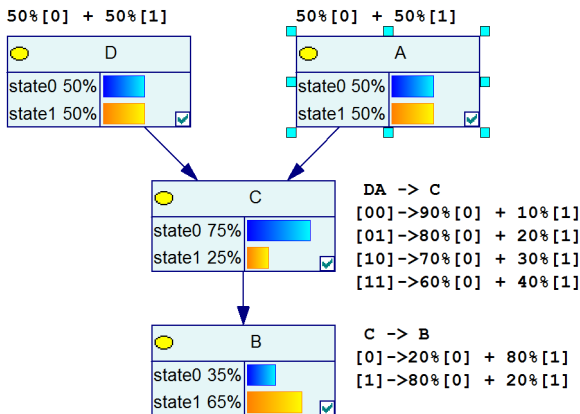 50%[0] + 50%[1]
50%[0] + 50%[1]
D
state0 50%
state1 50%
A
state0 50%
state1 50%
C
state0 75%
state1 25%
DA -> C
[00]->90%[0] + 10%[1]
[01]->80%[0] + 20%[1]
[10]->70%[0] + 30%[1]
[11]->60%[0] + 40%[1]
B
state0 35%
state1 65%
C -> B
[0]->20%[0] + 80%[1]
[1]->80%[0] + 20%[1]